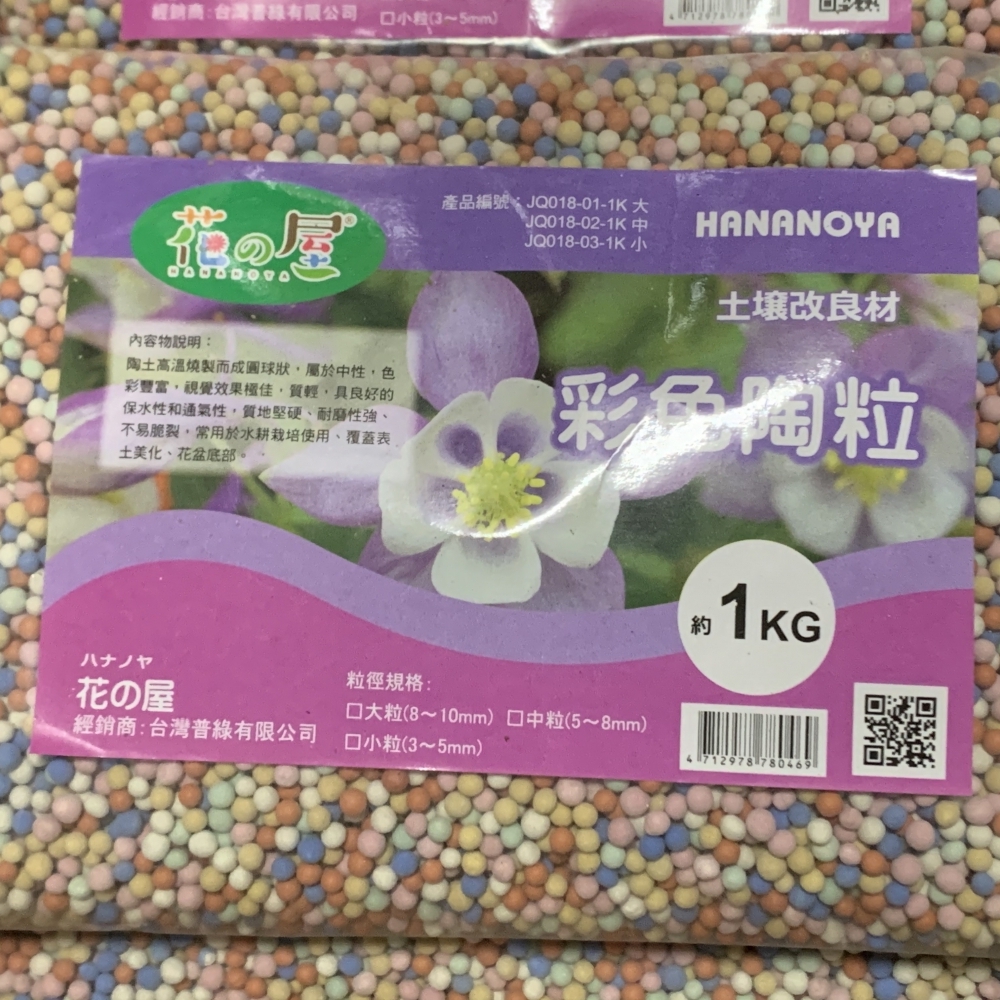 經銷商:台灣普綠有限公司
□小粒(3~5mm)
花の屋®
HANANOYA
產品編號:JQ018-01-1K 大
JQ018-02-1K 中
JQ018-03-1K 小
HANANOYA
土壤改良材
彩色陶粒
內容物說明:
陶土高溫燒製而成圓球狀,屬於中性,色
彩豐富,視覺效果極佳,質輕,具良好的
保水性和通氣性,質地堅硬、耐磨性強、
不易脆裂,常用於水耕栽培使用、覆蓋表
土美化、花盆底部。
約1KG
ハナノヤ
花の屋
經銷商:台灣普綠有限公司
粒徑規格:
□大粒(8~10mm) □中粒(5~8mm)
□小粒(3~5mm)
4 712978 780469